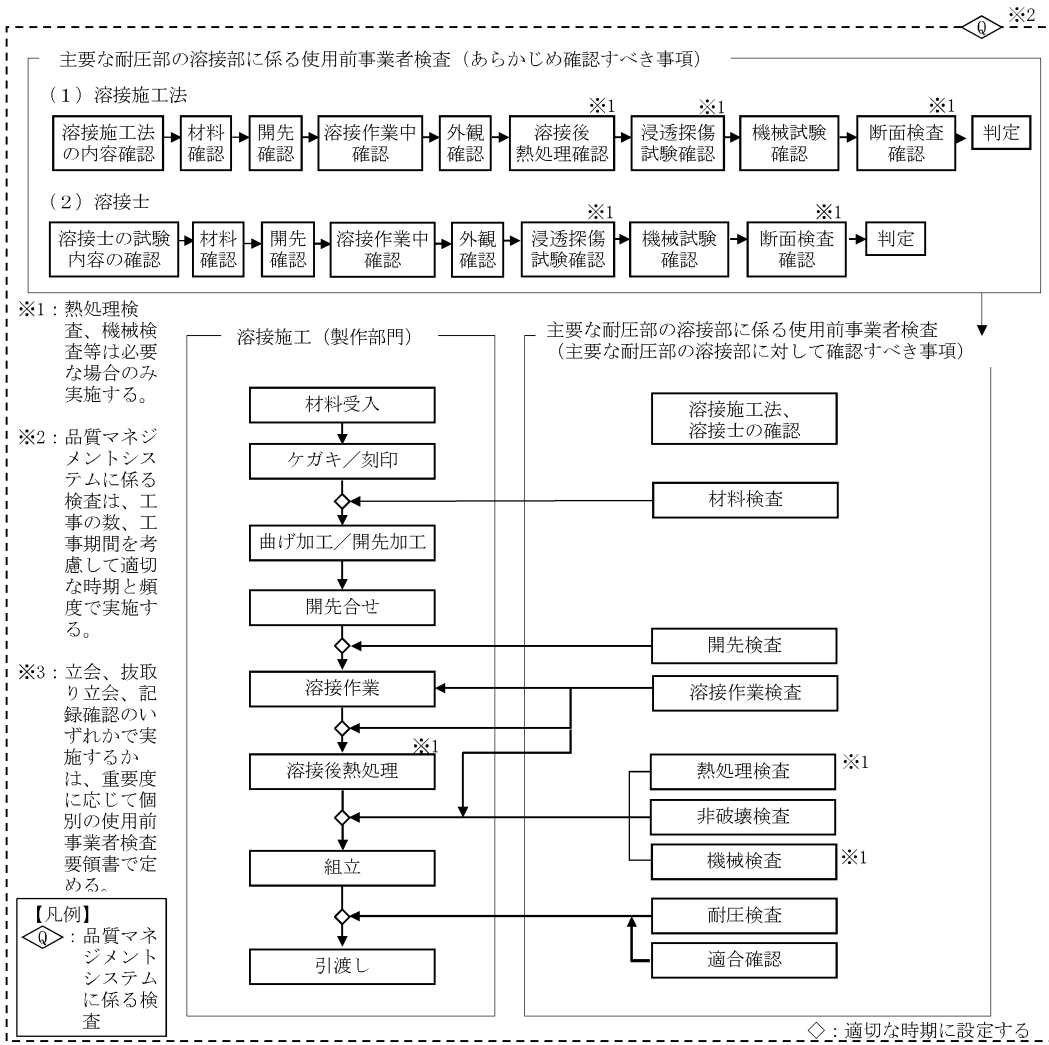 Q
※2
主要な耐圧部の溶接部に係る使用前事業者検査（あらかじめ確認すべき事項）
（１）溶接施工法
溶接施工法
の内容確認
材料
確認
開先
確認
溶接作業中
確認
外観
確認
※1
溶接後
熱処理確認
※1
浸透探傷
試験確認
機械試験
確認
※1
断面検査
確認
判定
（２）溶接士
溶接士の試験
内容の確認
材料
確認
開先
確認
溶接作業中
確認
外観
確認
※1
浸透探傷
試験確認
機械試験
確認
※1
断面検査
確認
判定
※1：熱処理検
査、機械検
査等は必要
な場合のみ
実施する。
※2：品質マネジ
メントシス
テムに係る
検査は、工
事の数、工
事期間を考
慮して適切
な時期と頻
度で実施す
る。
※3：立会、抜取
り立会、記
録確認のい
ずれかで実
施するか
は、重要度
に応じて個
別の使用前
事業者検査
要領書で定
める。
【凡例】
Q：品質マネ
ジメント
システム
に係る検
査
溶接施工（製作部門）
材料受入
ケガキ／刻印
曲げ加工／開先加工
開先合せ
溶接作業
※1
溶接後熱処理
組立
引渡し
主要な耐圧部の溶接部に係る使用前事業者検査
（主要な耐圧部の溶接部に対して確認すべき事項）
溶接施工法、
溶接士の確認
材料検査
開先検査
溶接作業検査
熱処理検査
※1
非破壊検査
機械検査
※1
耐圧検査
適合確認
◇：適切な時期に設定する